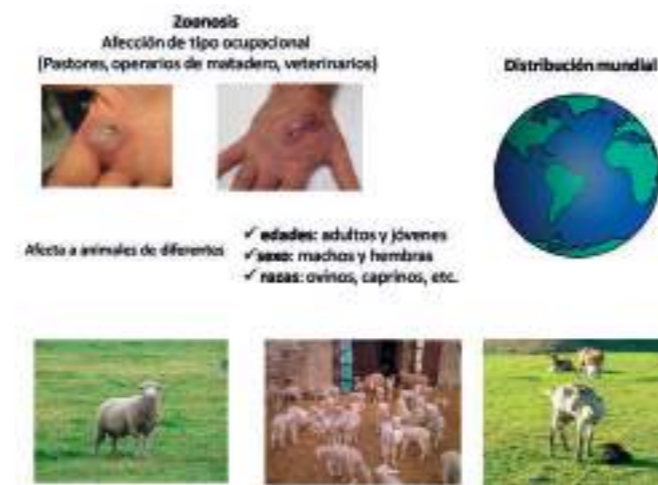 Zoonosis
Afección de tipo ocupacional
(Pastores, operarios de matadero, veterinarios)
Distribución mundial
Afecta a animales de diferentes
✓ edades: adultos y jóvenes
✓ sexo: machos y hembras
✓ razas: ovinos, caprinos, etc.